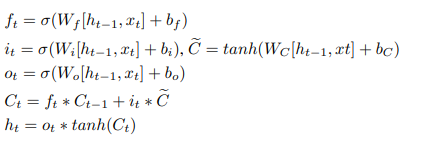 f_t = σ(W_f[h_{t−1}, x_t] + b_f)
i_t = σ(W_i[h_{t−1}, x_t] + b_i), C̃ = tanh(W_C[h_{t−1}, xt] + b_C)
o_t = σ(W_o[h_{t−1}, x_t] + b_o)
C_t = f_t ∗ C_{t−1} + i_t ∗ C̃
h_t = o_t ∗ tanh(C_t)